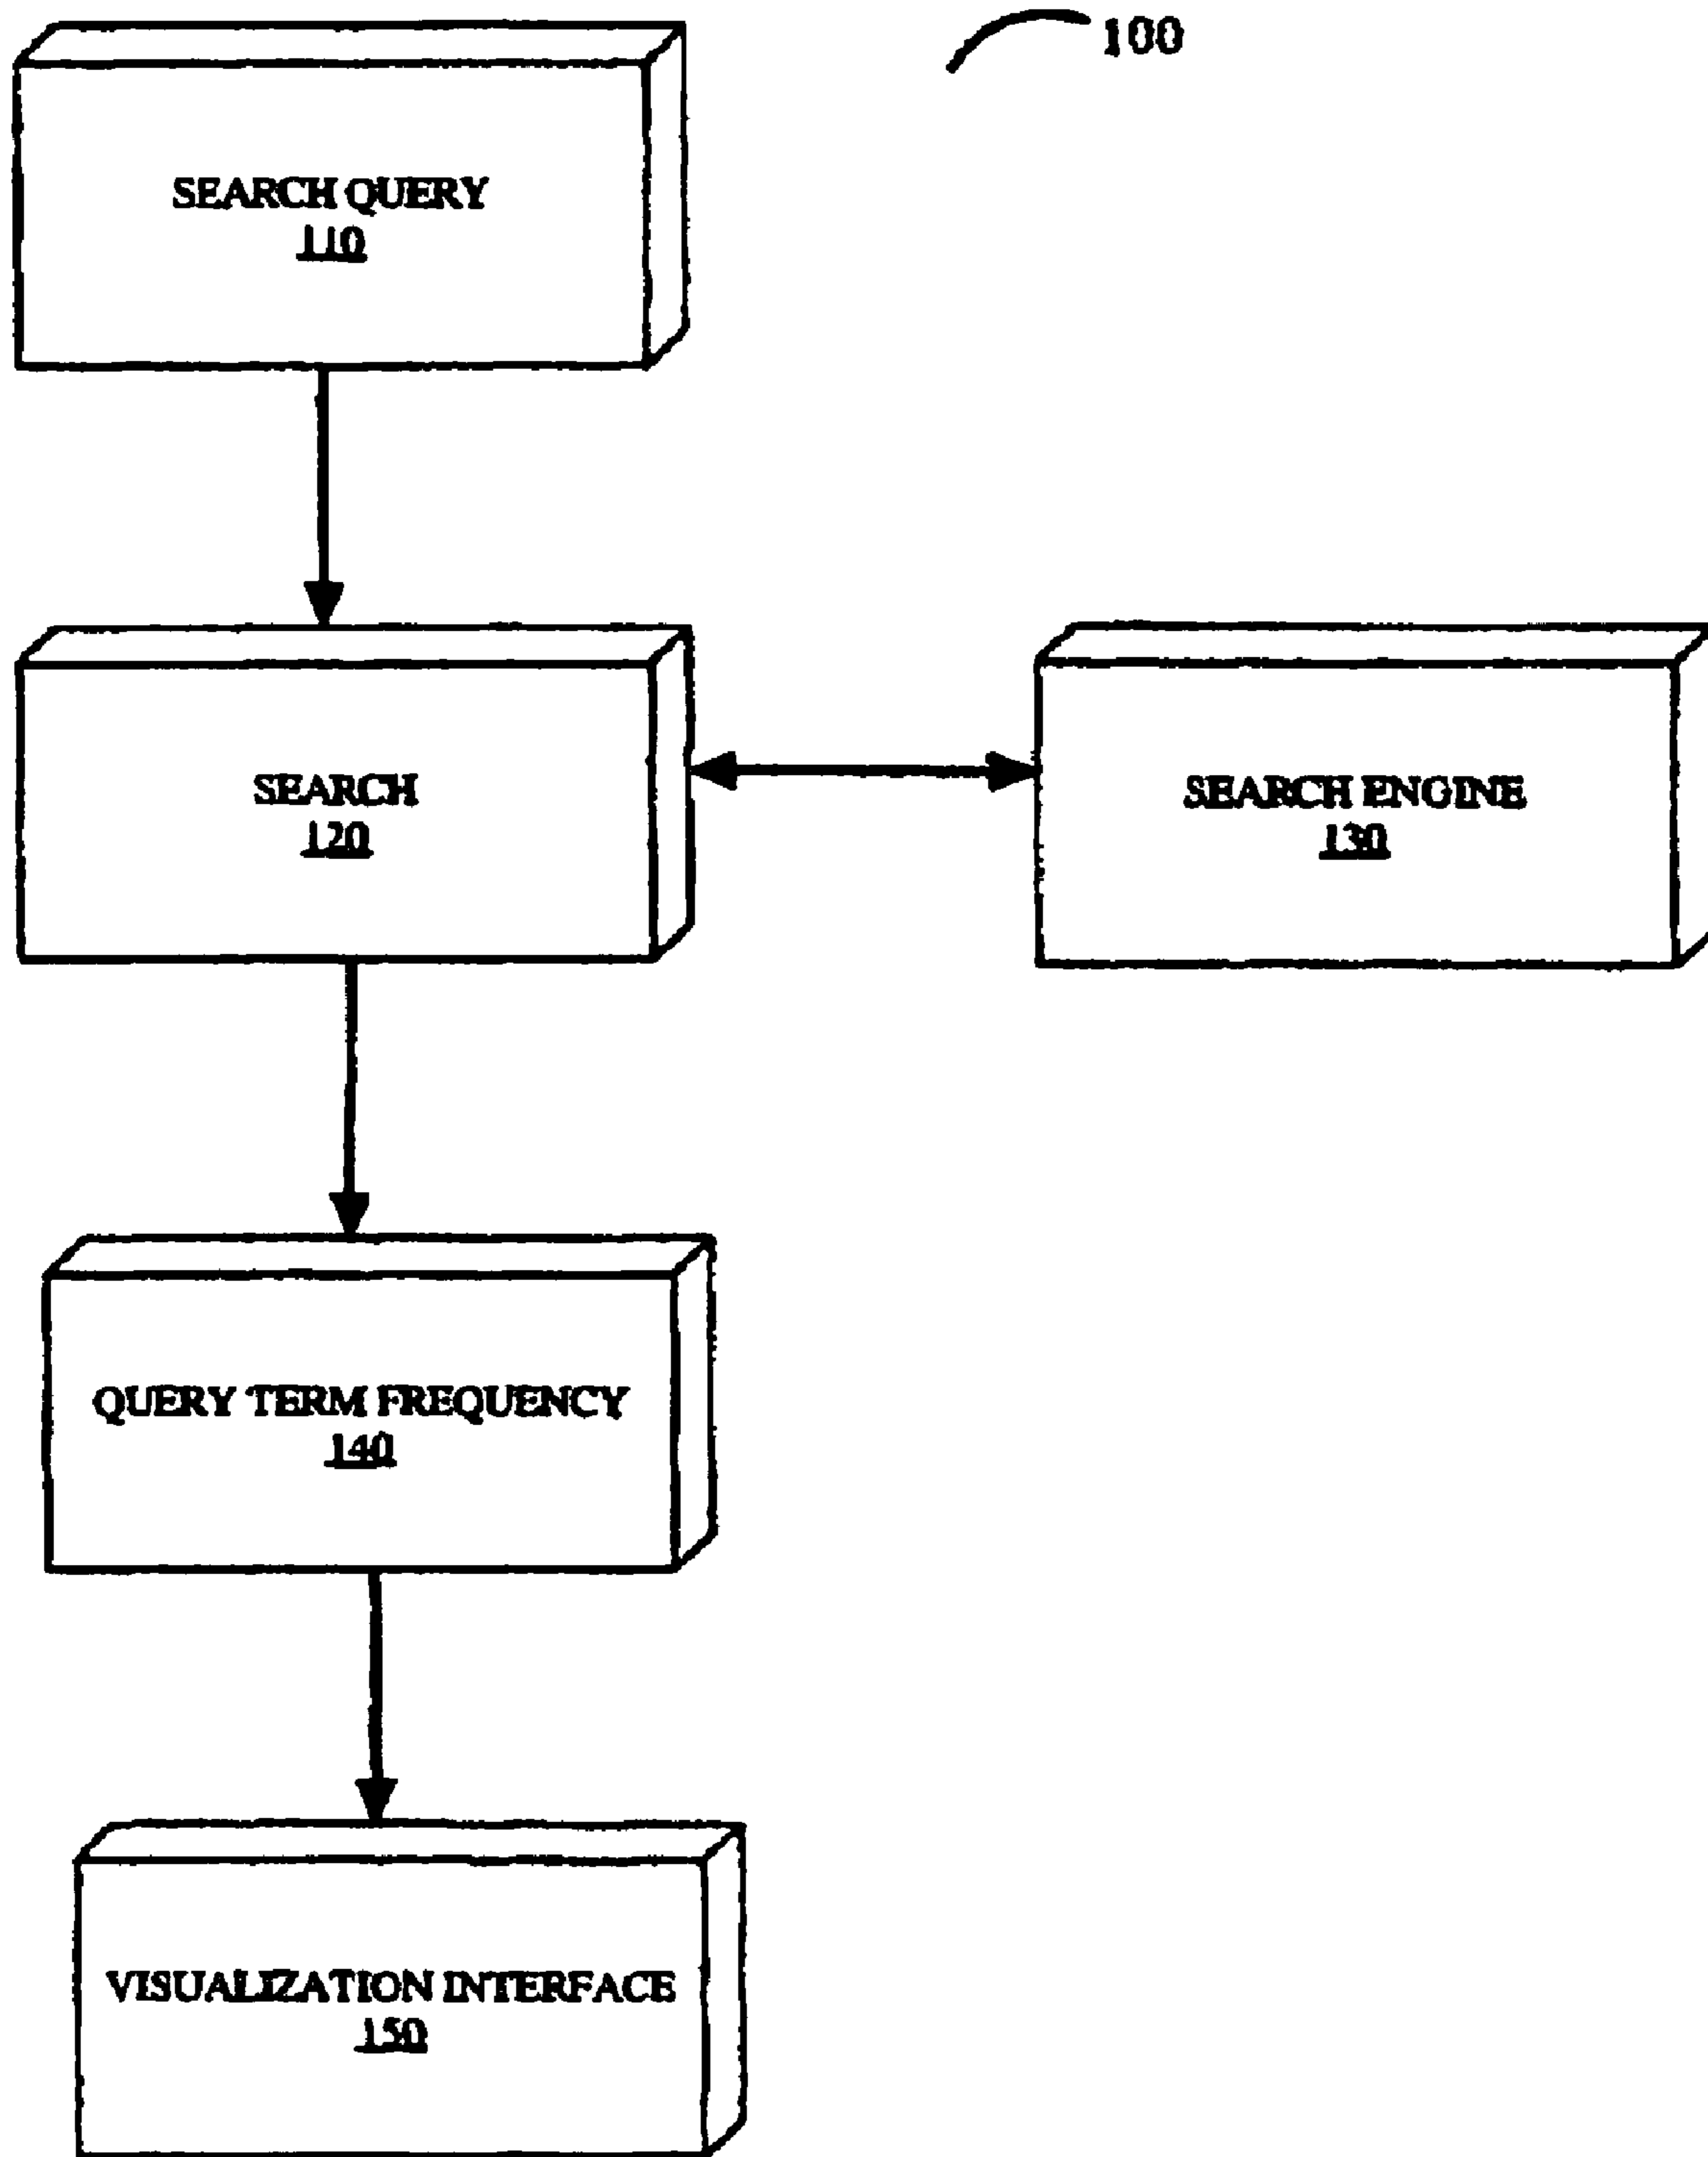 100
SEARCH QUERY
110
SEARCH
120
SEARCH ENGINE
130
QUERY TERM FREQUENCY
140
VISUALIZATION INTERFACE
150